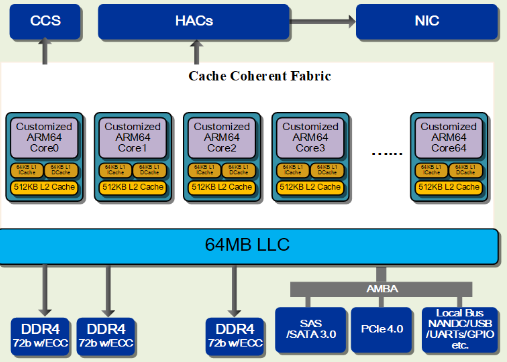 CCS
HACs
NIC
Cache Coherent Fabric
Customized
ARM64
Core0
64KB L1
ICache
64KB L1
DCache
512KB L2 Cache
Customized
ARM64
Core1
64KB L1
ICache
64KB L1
DCache
512KB L2 Cache
Customized
ARM64
Core2
64KB L1
ICache
64KB L1
DCache
512KB L2 Cache
Customized
ARM64
Core3
64KB L1
ICache
64KB L1
DCache
512KB L2 Cache
......
Customized
ARM64
Core64
64KB L1
ICache
64KB L1
DCache
512KB L2 Cache
64MB LLC
AMBA
DDR4
72b w/ECC
DDR4
72b w/ECC
DDR4
72b w/ECC
SAS
/SATA 3.0
PCIe 4.0
Local Bus
NANDC/USB
/UARTs/GPIO
etc.